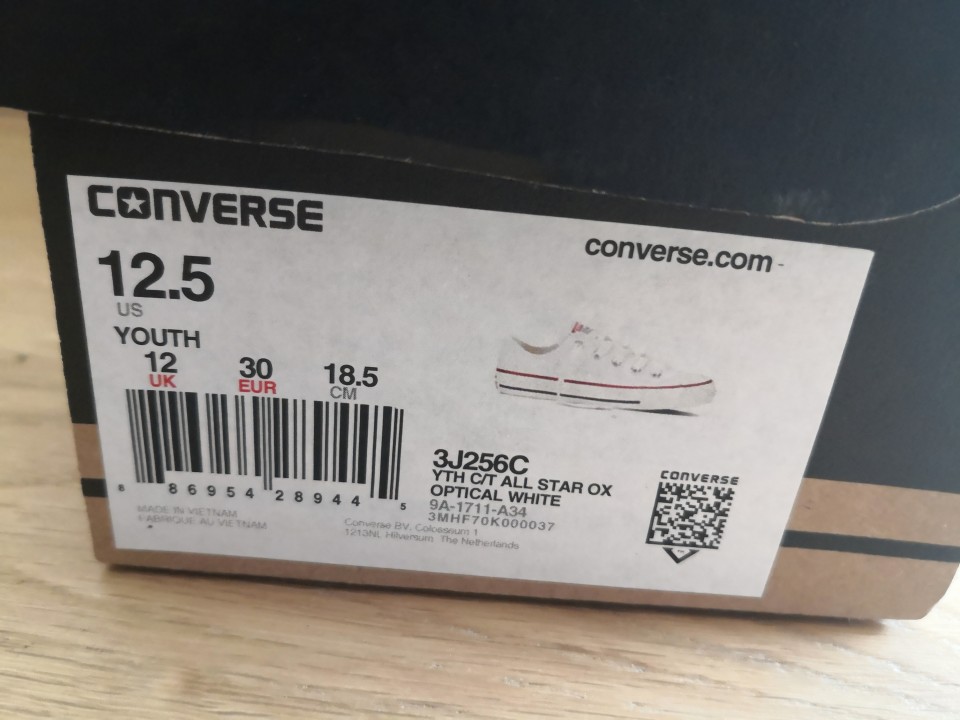 CONVERSE
converse.com
12.5
US
YOUTH
12 30 18.5
UK EUR CM
8 86954 28944 5
3J256C
YTH C/T ALL STAR OX
OPTICAL WHITE
9A-1711-A34
3MHF70K000037
CONVERSE
MADE IN VIETNAM
FABRIQUE AU VIETNAM
Converse BV, Colosseum 1
1213NL Hilversum, The Netherlands